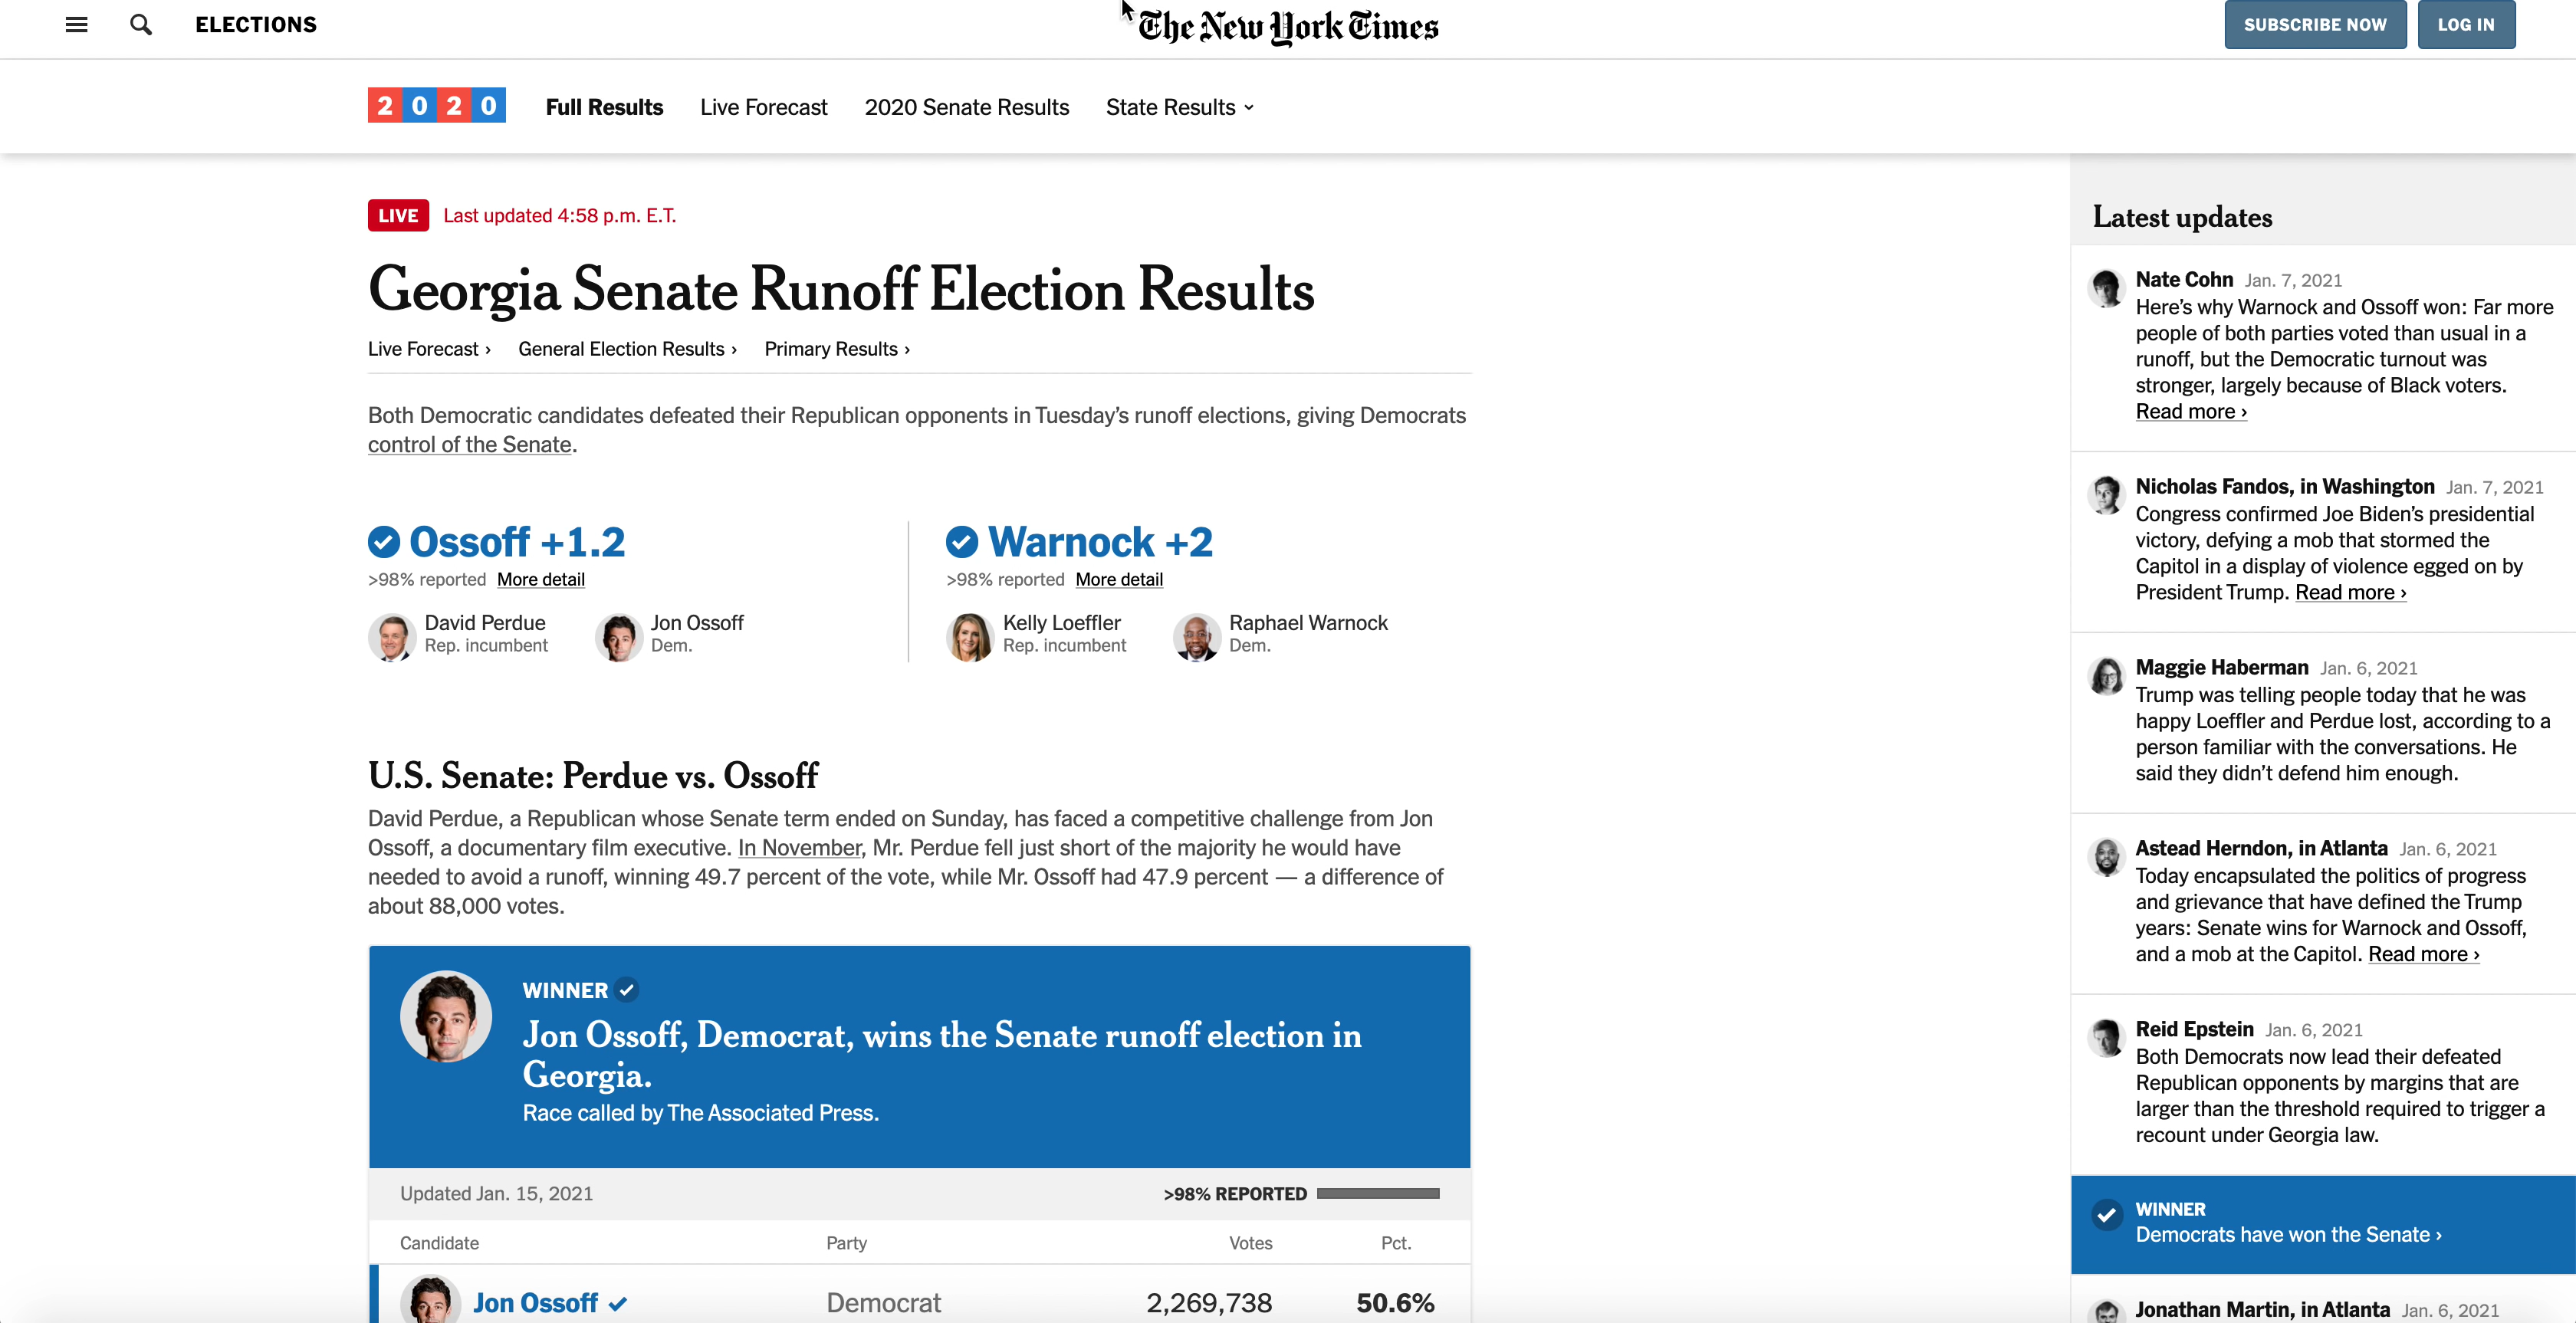 ELECTIONS
The New York Times
SUBSCRIBE NOW
LOG IN
2020
Full Results
Live Forecast
2020 Senate Results
State Results
LIVE
Last updated 4:58 p.m. E.T.
Georgia Senate Runoff Election Results
Live Forecast ›
General Election Results ›
Primary Results ›
Both Democratic candidates defeated their Republican opponents in Tuesday’s runoff elections, giving Democrats
control of the Senate.
Ossoff +1.2
>98% reported More detail
David Perdue
Rep. incumbent
Jon Ossoff
Dem.
Warnock +2
>98% reported More detail
Kelly Loeffler
Rep. incumbent
Raphael Warnock
Dem.
U.S. Senate: Perdue vs. Ossoff
David Perdue, a Republican whose Senate term ended on Sunday, has faced a competitive challenge from Jon
Ossoff, a documentary film executive. In November, Mr. Perdue fell just short of the majority he would have
needed to avoid a runoff, winning 49.7 percent of the vote, while Mr. Ossoff had 47.9 percent — a difference of
about 88,000 votes.
WINNER
Jon Ossoff, Democrat, wins the Senate runoff election in
Georgia.
Race called by The Associated Press.
Updated Jan. 15, 2021
>98% REPORTED
Candidate Party Votes Pct.
Jon Ossoff Democrat 2,269,738 50.6%
Latest updates
Nate Cohn Jan. 7, 2021
Here’s why Warnock and Ossoff won: Far more
people of both parties voted than usual in a
runoff, but the Democratic turnout was
stronger, largely because of Black voters.
Read more ›
Nicholas Fandos, in Washington Jan. 7, 2021
Congress confirmed Joe Biden’s presidential
victory, defying a mob that stormed the
Capitol in a display of violence egged on by
President Trump. Read more ›
Maggie Haberman Jan. 6, 2021
Trump was telling people today that he was
happy Loeffler and Perdue lost, according to a
person familiar with the conversations. He
said they didn’t defend him enough.
Astead Herndon, in Atlanta Jan. 6, 2021
Today encapsulated the politics of progress
and grievance that have defined the Trump
years: Senate wins for Warnock and Ossoff,
and a mob at the Capitol. Read more ›
Reid Epstein Jan. 6, 2021
Both Democrats now lead their defeated
Republican opponents by margins that are
larger than the threshold required to trigger a
recount under Georgia law.
WINNER
Democrats have won the Senate ›
Jonathan Martin, in Atlanta Jan. 6, 2021